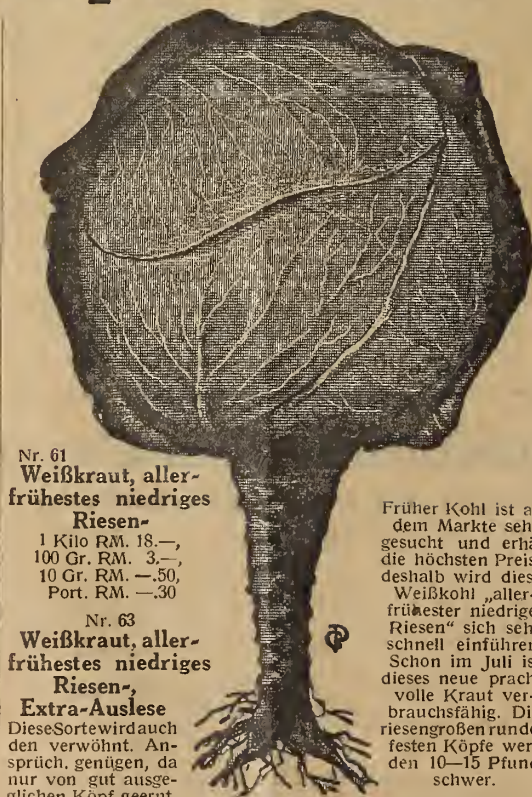 Nr. 61
Weißkraut, aller-
frühestes niedriges
Riesen-
1 Kilo RM. 18.—,
100 Gr. RM. 3.—,
10 Gr. RM. —.50,
Port. RM. —.30
Nr. 63
Weißkraut, aller-
frühestes niedriges
Riesen-,
Extra-Auslese
Diese Sorte wird auch
den verwöhnt. An-
sprüch. genügen, da
nur von gut ausge-
glichen Köpf. geernt.
Früher Kohl ist a
dem Markte seh
gesucht und erhä
die höchsten Preis
deshalb wird dies
Weißkohl „aller-
frühester niedrige
Riesen“ sich seh
schnell einführen
Schon im Juli is
dieses neue prach
volle Kraut ver-
brauchsfähig. Di
riesengroßen runde
festen Köpfe wer
den 10—15 Pfund
schwer.